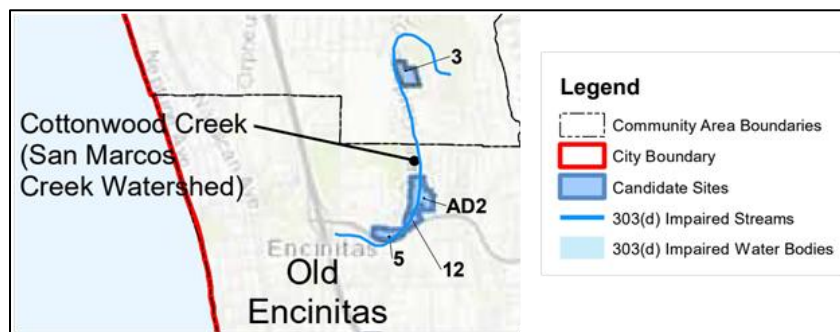 3
Cottonwood Creek
(San Marcos
Creek Watershed)
AD2
12
5
Encinitas
Old
Encinitas
Legend
Community Area Boundaries
City Boundary
Candidate Sites
303(d) Impaired Streams
303(d) Impaired Water Bodies